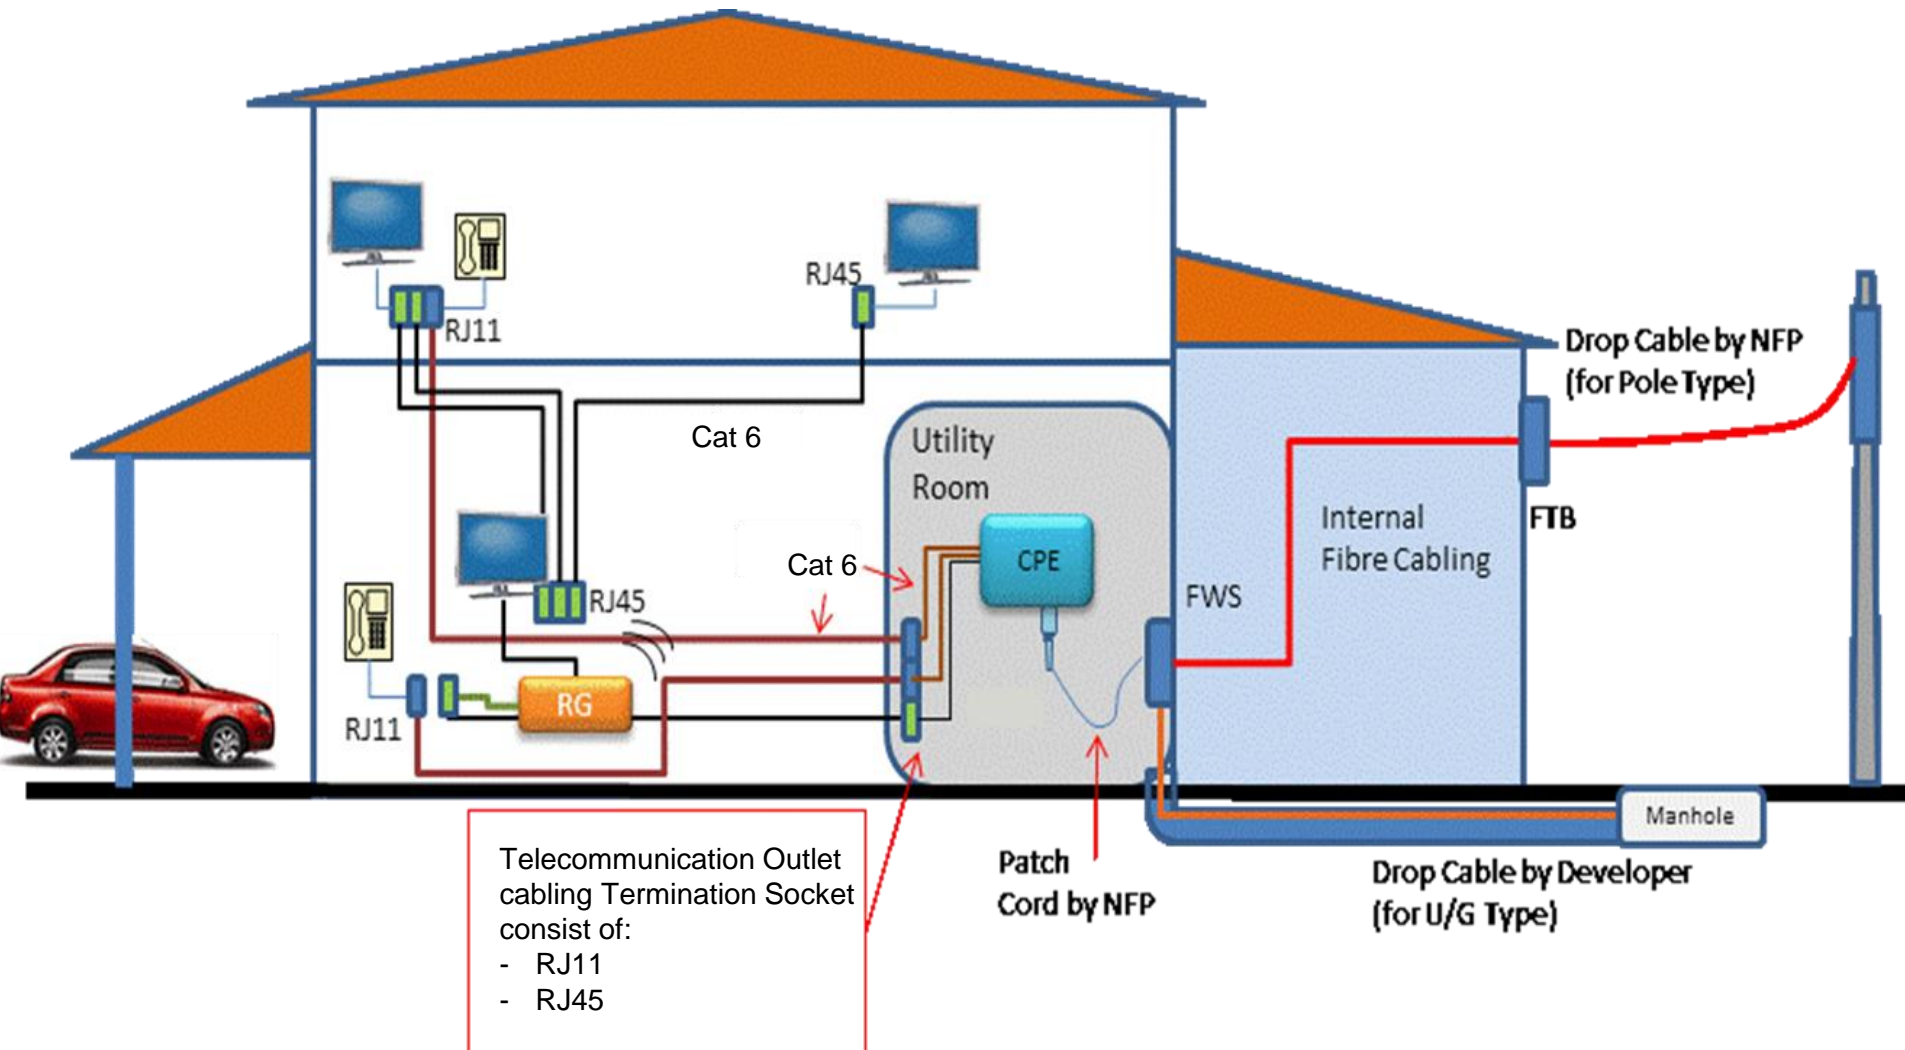 RJ45
RJ11
Drop Cable by NFP
(for Pole Type)
Cat 6
Utility
Room
Internal
Fibre Cabling
FTB
Cat 6
CPE
RJ45
FWS
RG
RJ11
Manhole
Telecommunication Outlet
cabling Termination Socket
consist of:
- RJ11
- RJ45
Patch
Cord by NFP
Drop Cable by Developer
(for U/G Type)